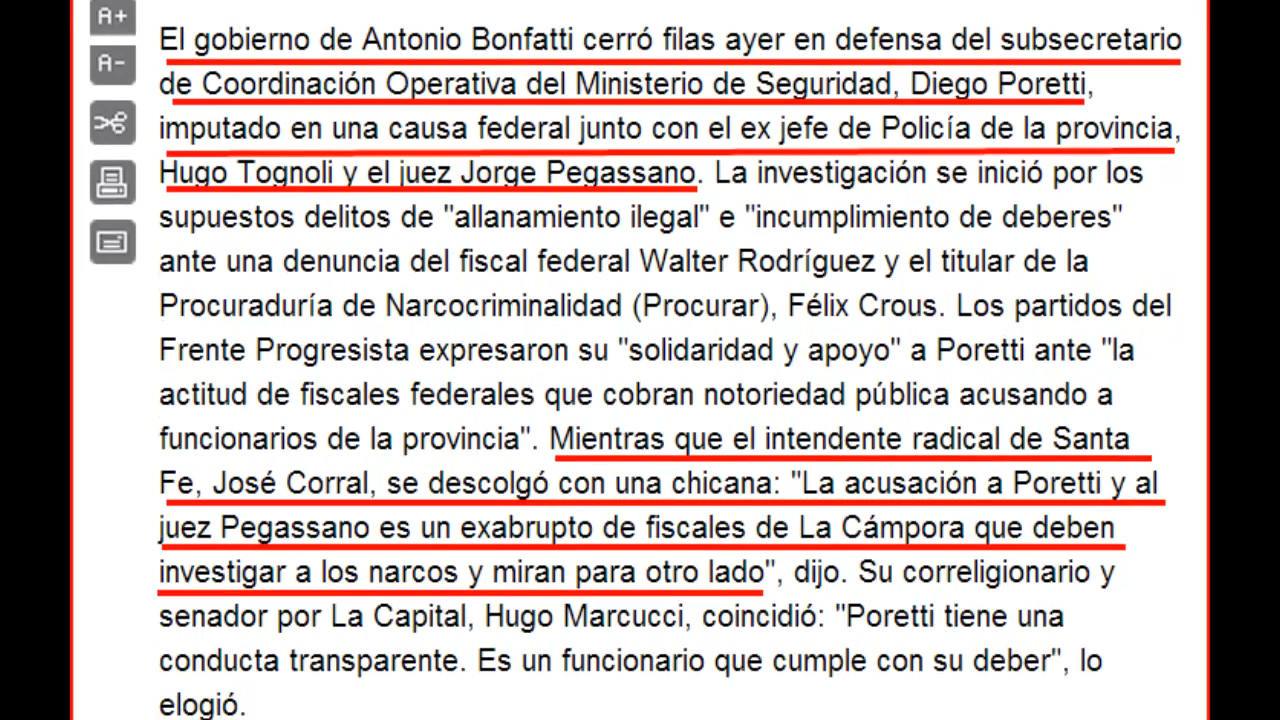 A+
A-
El gobierno de Antonio Bonfatti cerró filas ayer en defensa del subsecretario
de Coordinación Operativa del Ministerio de Seguridad, Diego Poretti,
imputado en una causa federal junto con el ex jefe de Policía de la provincia,
Hugo Tognoli y el juez Jorge Pegassano. La investigación se inició por los
supuestos delitos de "allanamiento ilegal" e "incumplimiento de deberes"
ante una denuncia del fiscal federal Walter Rodríguez y el titular de la
Procuraduría de Narcocriminalidad (Procurar), Félix Crous. Los partidos del
Frente Progresista expresaron su "solidaridad y apoyo" a Poretti ante "la
actitud de fiscales federales que cobran notoriedad pública acusando a
funcionarios de la provincia". Mientras que el intendente radical de Santa
Fe, José Corral, se descolgó con una chicana: "La acusación a Poretti y al
juez Pegassano es un exabrupto de fiscales de La Cámpora que deben
investigar a los narcos y miran para otro lado", dijo. Su correligionario y
senador por La Capital, Hugo Marcucci, coincidió: "Poretti tiene una
conducta transparente. Es un funcionario que cumple con su deber", lo
elogió.